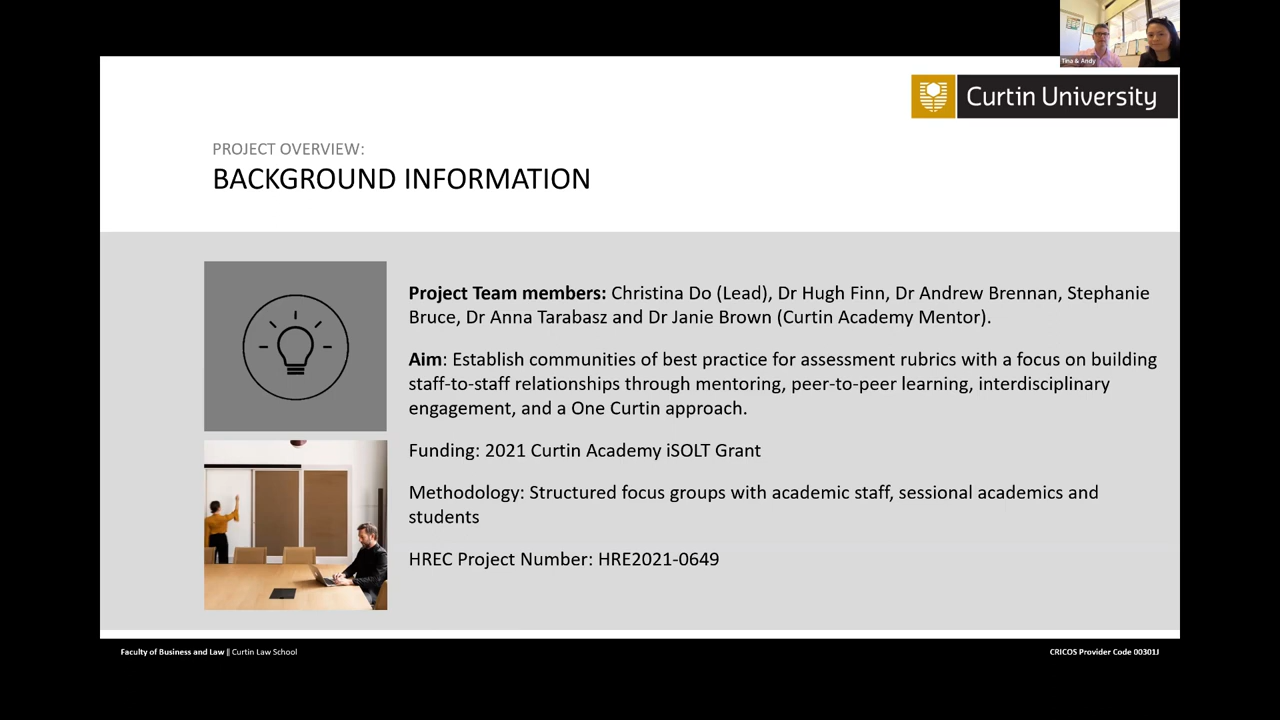 Tina & Andy
Curtin University
PROJECT OVERVIEW:
BACKGROUND INFORMATION
Project Team members: Christina Do (Lead), Dr Hugh Finn, Dr Andrew Brennan, Stephanie
Bruce, Dr Anna Tarabasz and Dr Janie Brown (Curtin Academy Mentor).
Aim: Establish communities of best practice for assessment rubrics with a focus on building
staff-to-staff relationships through mentoring, peer-to-peer learning, interdisciplinary
engagement, and a One Curtin approach.
Funding: 2021 Curtin Academy iSOLT Grant
Methodology: Structured focus groups with academic staff, sessional academics and
students
HREC Project Number: HRE2021-0649
Faculty of Business and Law || Curtin Law School
CRICOS Provider Code 00301J